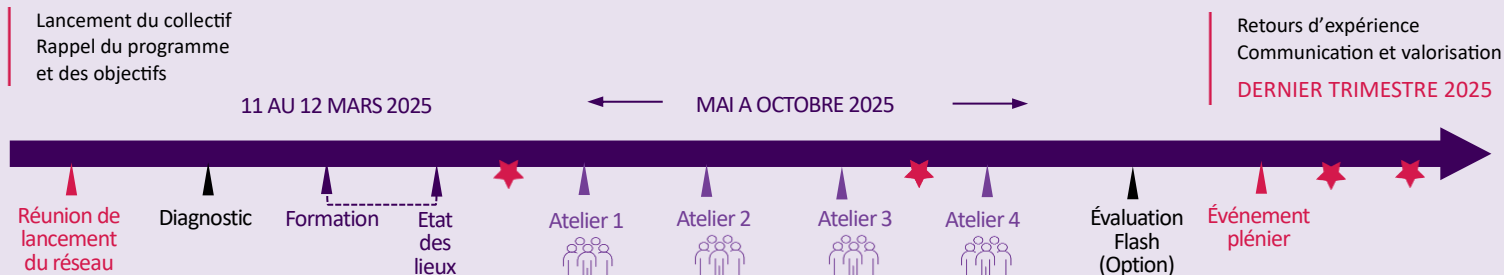 Lancement du collectif
Rappel du programme
et des objectifs
Retours d'expérience
Communication et valorisation
DERNIER TRIMESTRE 2025
11 AU 12 MARS 2025
MAI A OCTOBRE 2025
Réunion de
lancement
du réseau
Diagnostic
Formation
Etat
des
lieux
Atelier 1
Atelier 2
Atelier 3
Atelier 4
Évaluation
Flash
(Option)
Événement
plénier